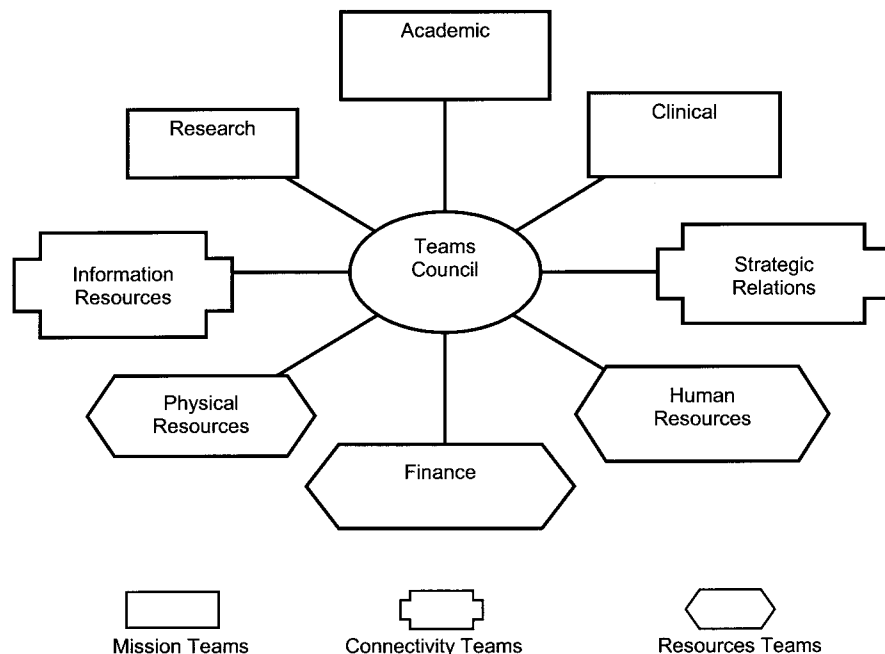 Academic
Research
Clinical
Teams
Council
Information
Resources
Strategic
Relations
Physical
Resources
Human
Resources
Finance
Mission Teams
Connectivity Teams
Resources Teams